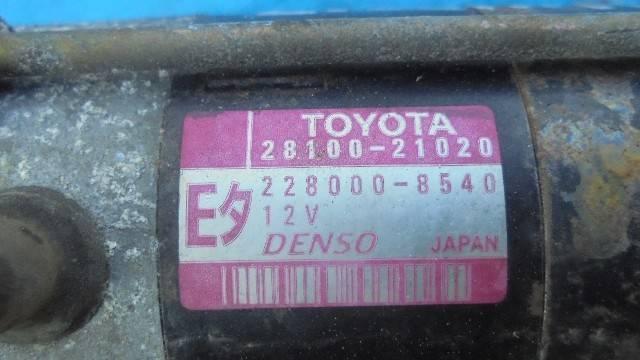 TOYOTA
28100-21020
228000-8540
Eタ
12V
DENSO JAPAN